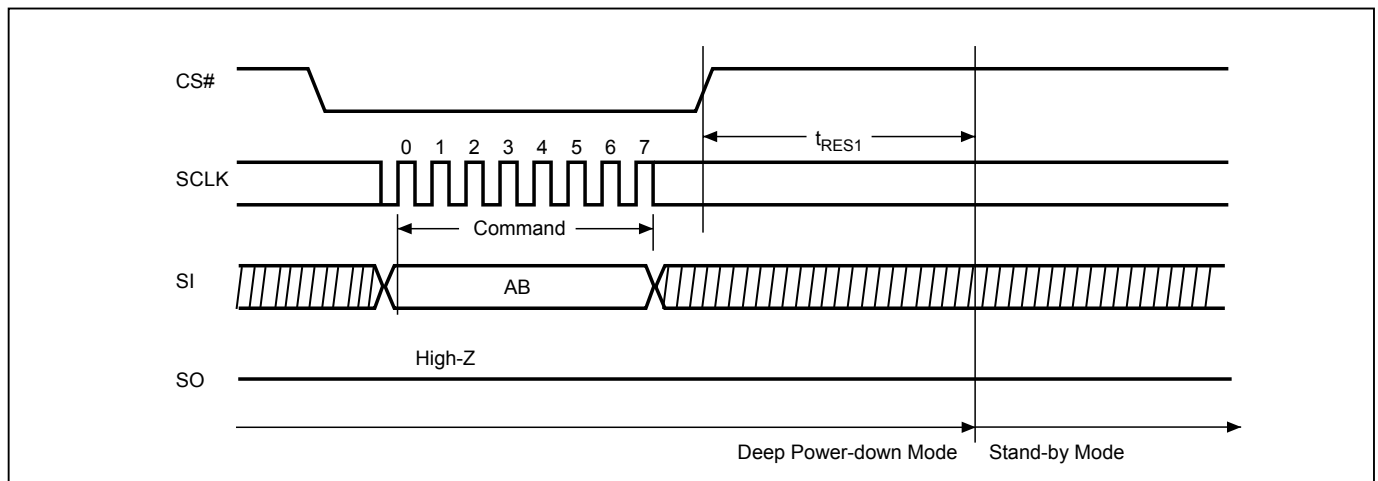 CS#
t_RES1
0 1 2 3 4 5 6 7
SCLK
Command
SI
AB
High-Z
SO
Deep Power-down Mode Stand-by Mode